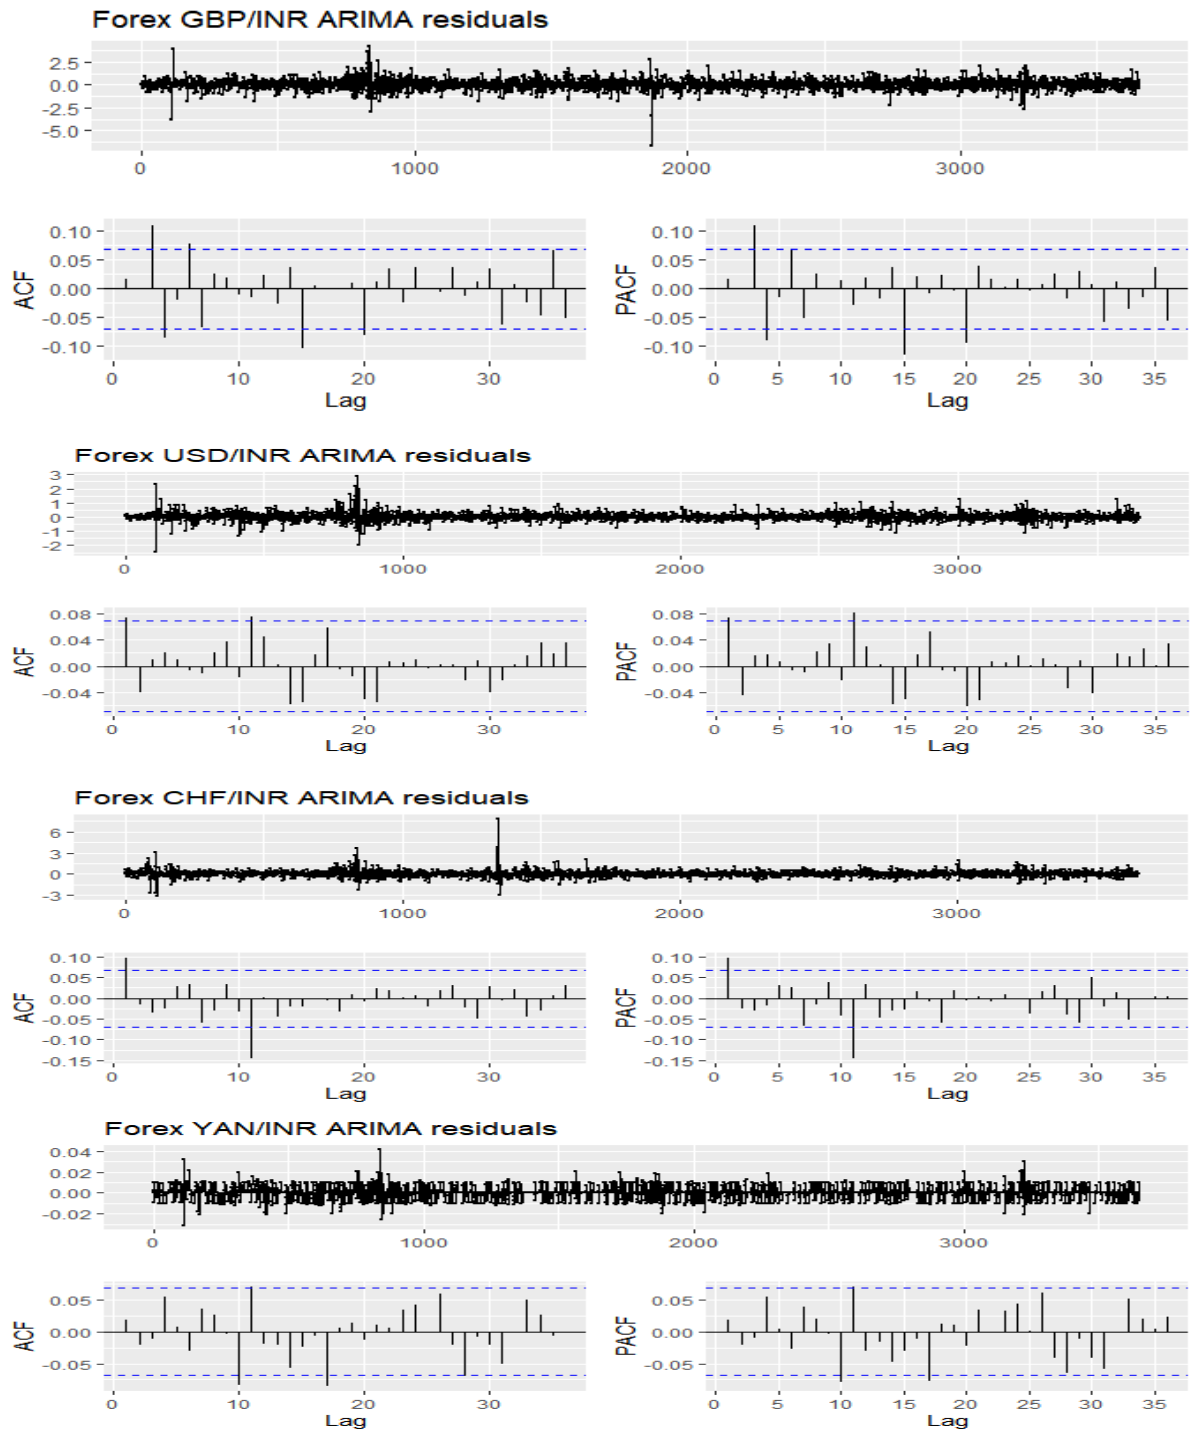 Forex GBP/INR ARIMA residuals
2.5
0.0
-2.5
-5.0
0 1000 2000 3000
ACF
0.10
0.05
0.00
-0.05
-0.10
0 10 20 30
Lag
PACF
0.10
0.05
0.00
-0.05
-0.10
0 5 10 15 20 25 30 35
Lag
Forex USD/INR ARIMA residuals
3
2
1
0
-1
-2
0 1000 2000 3000
ACF
0.08
0.04
0.00
-0.04
0 10 20 30
Lag
PACF
0.08
0.04
0.00
-0.04
0 5 10 15 20 25 30 35
Lag
Forex CHF/INR ARIMA residuals
6
3
0
-3
0 1000 2000 3000
ACF
0.10
0.05
0.00
-0.05
-0.10
-0.15
0 10 20 30
Lag
PACF
0.10
0.05
0.00
-0.05
-0.10
-0.15
0 5 10 15 20 25 30 35
Lag
Forex YAN/INR ARIMA residuals
0.04
0.02
0.00
-0.02
0 1000 2000 3000
ACF
0.05
0.00
-0.05
0 10 20 30
Lag
PACF
0.05
0.00
-0.05
0 5 10 15 20 25 30 35
Lag